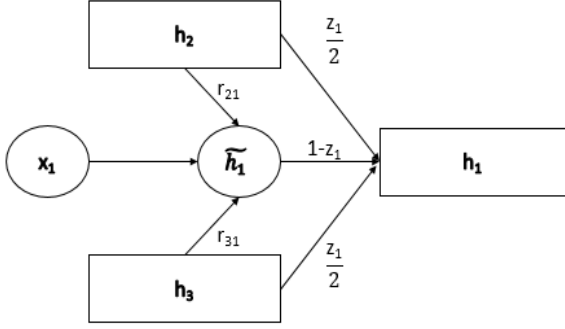 h₂
z₁
2
r₂₁
x₁
h̃₁
1-z₁
h₁
r₃₁
z₁
2
h₃